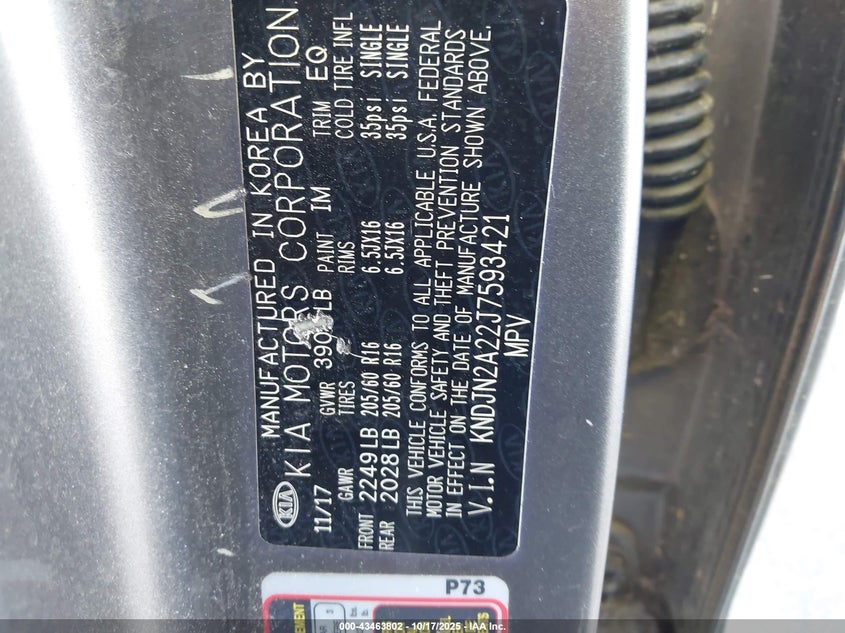 MANUFACTURED IN KOREA BY
KIA KIA MOTORS CORPORATION.
11/17 GVWR LB PAINT IM TRIM EQ
GAWR TIRES RIMS COLD TIRE INFL
FRONT 2249LB 205/60 R16 6.5JX16 35psi SINGLE
REAR 2028LB 205/60 R16 6.5JX16 35psi SINGLE
THIS VEHICLE CONFORMS TO ALL APPLICABLE U.S.A. FEDERAL
MOTOR VEHICLE SAFETY AND THEFT PREVENTION STANDARDS
IN EFFECT ON THE DATE OF MANUFACTURE SHOWN ABOVE.
V.I.N KNDJN2A22J7593421
MPV
P73
000-43463802 - 10/17/2025 - IAA Inc.